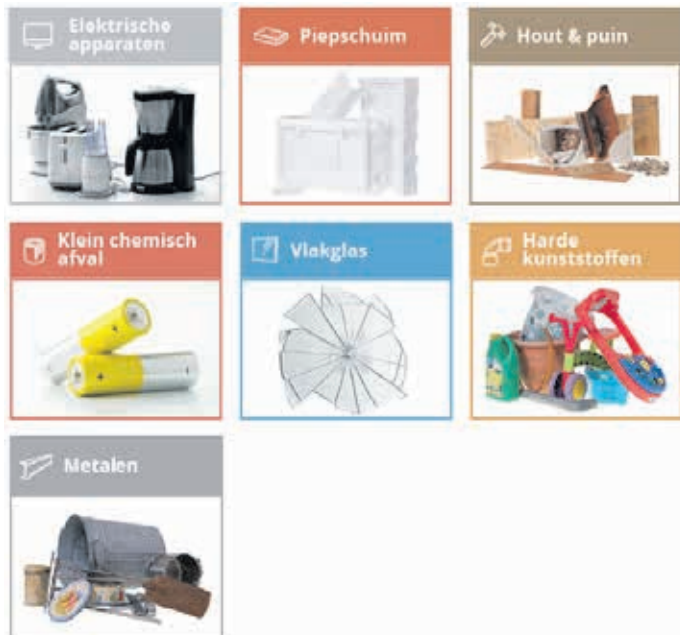 Elektrische
apparaten
Piepschuim
Hout & puin
Klein chemisch
afval
Vlakglas
Harde
kunststoffen
Metalen